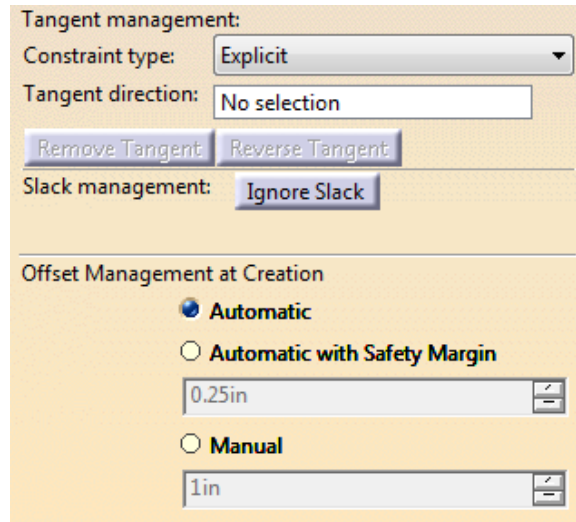 Tangent management:
Constraint type: Explicit
Tangent direction: No selection
Remove Tangent Reverse Tangent
Slack management: Ignore Slack
Offset Management at Creation
Automatic
Automatic with Safety Margin
0.25in
Manual
1in